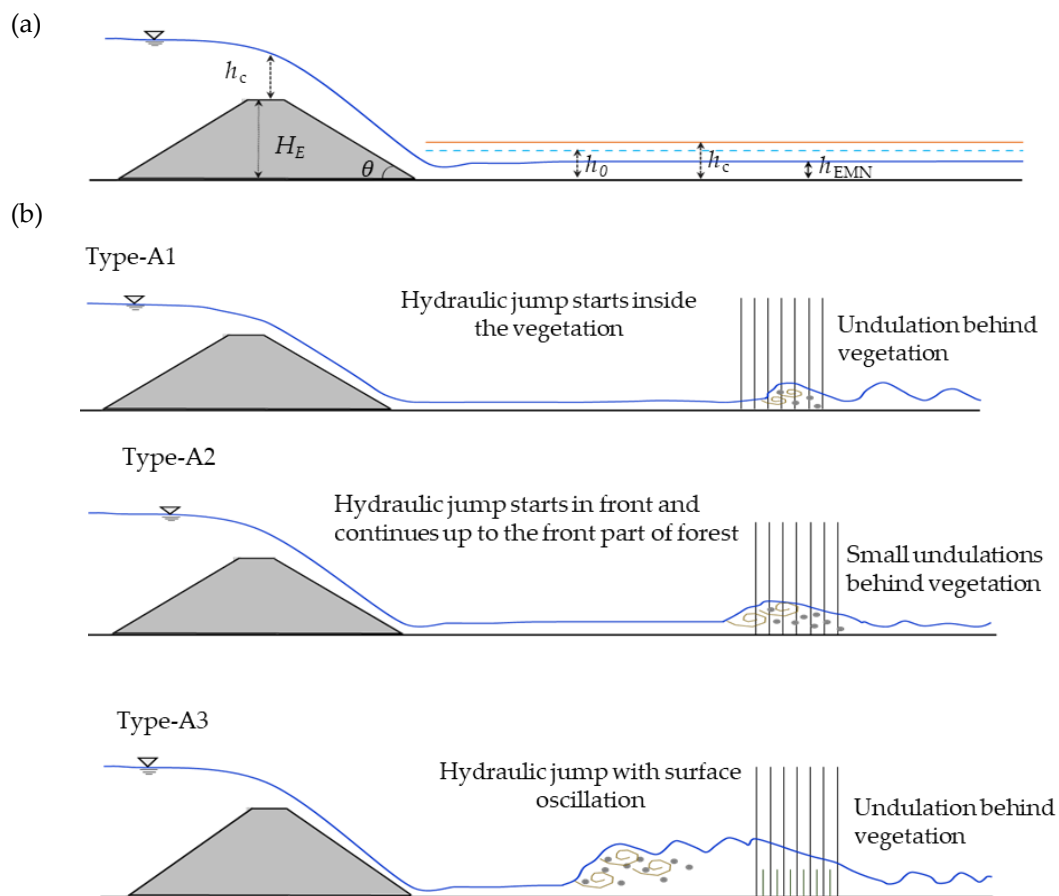 (a)
h_c
H_E
θ
h_0
h_c
h_EMN
(b)
Type-A1
Hydraulic jump starts inside
the vegetation
Undulation behind
vegetation
Type-A2
Hydraulic jump starts in front and
continues up to the front part of forest
Small undulations
behind vegetation
Type-A3
Hydraulic jump with surface
oscillation
Undulation behind
vegetation